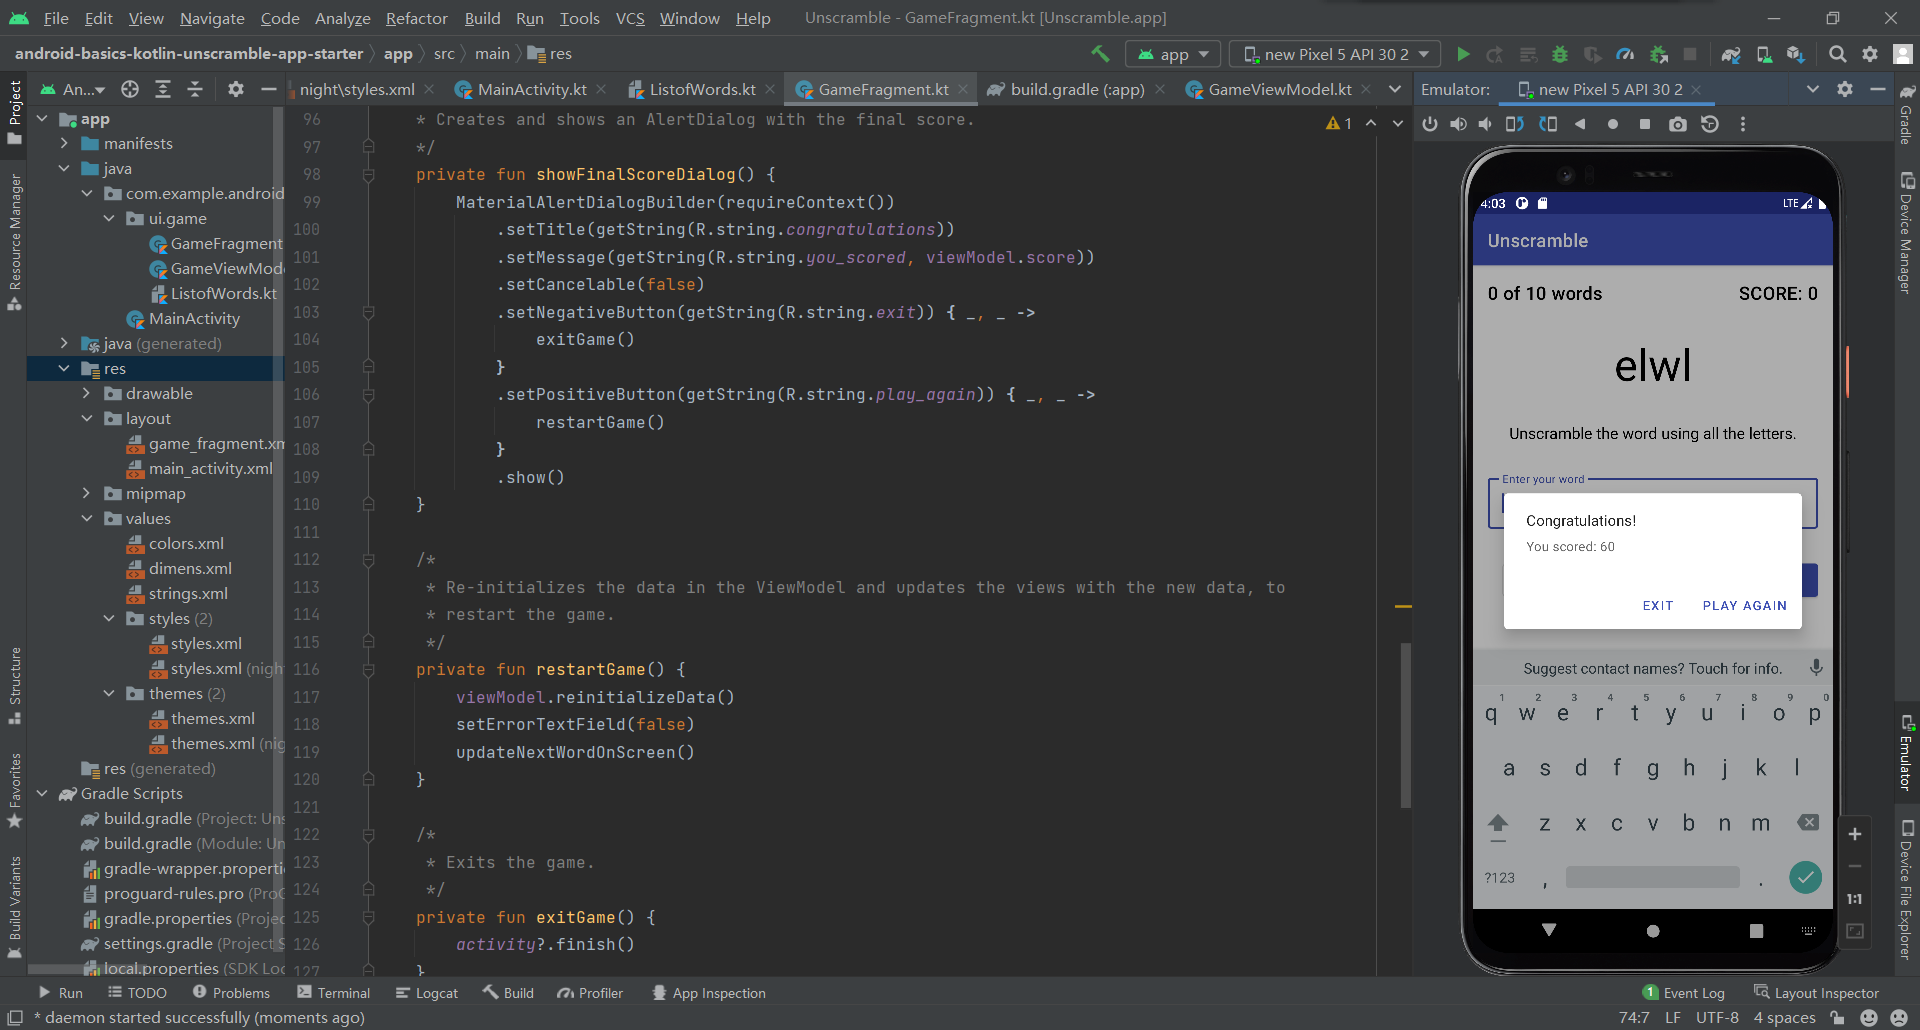 File Edit View Navigate Code Analyze Refactor Build Run Tools VCS Window Help Unscramble - GameFragment.kt [Unscramble.app]
android-basics-kotlin-unscramble-app-starter app src main res app new Pixel 5 API 30 2
An... night\styles.xml MainActivity.kt ListofWords.kt GameFragment.kt build.gradle (:app) GameViewModel.kt Emulator: new Pixel 5 API 30 2
Project
Resource Manager
Structure
Favorites
Build Variants
app
manifests
java
com.example.android
ui.game
GameFragment
GameViewMode
ListofWords.kt
MainActivity
java (generated)
res
drawable
layout
game_fragment.xm
main_activity.xml
mipmap
values
colors.xml
dimens.xml
strings.xml
styles (2)
styles.xml
styles.xml (nigh
themes (2)
themes.xml
themes.xml (nig
res (generated)
Gradle Scripts
build.gradle (Project: Uns
build.gradle (Module: Un
gradle-wrapper.properti
proguard-rules.pro (ProG
gradle.properties (Projec
settings.gradle (Project S
local.properties (SDK Loc
96 * Creates and shows an AlertDialog with the final score.
97 */
98 private fun showFinalScoreDialog() {
99 MaterialAlertDialogBuilder(requireContext())
100 .setTitle(getString(R.string.congratulations))
101 .setMessage(getString(R.string.you_scored, viewModel.score))
102 .setCancelable(false)
103 .setNegativeButton(getString(R.string.exit)) { _, _ ->
104 exitGame()
105 }
106 .setPositiveButton(getString(R.string.play_again)) { _, _ ->
107 restartGame()
108 }
109 .show()
110 }
111
112 /*
113 * Re-initializes the data in the ViewModel and updates the views with the new data, to
114 * restart the game.
115 */
116 private fun restartGame() {
117 viewModel.reinitializeData()
118 setErrorTextField(false)
119 updateNextWordOnScreen()
120 }
121
122 /*
123 * Exits the game.
124 */
125 private fun exitGame() {
126 activity?.finish()
127 }
1
4:03 LTE
Unscramble
0 of 10 words SCORE: 0
elwl
Unscramble the word using all the letters.
Enter your word
Congratulations!
You scored: 60
EXIT PLAY AGAIN
Suggest contact names? Touch for info.
1 2 3 4 5 6 7 8 9 0
q w e r t y u i o p
a s d f g h j k l
z x c v b n m
?123 , .
1:1
Gradle
Device Manager
Emulator
Device File Explorer
Run TODO Problems Terminal Logcat Build Profiler App Inspection 1 Event Log Layout Inspector
* daemon started successfully (moments ago) 74:7 LF UTF-8 4 spaces